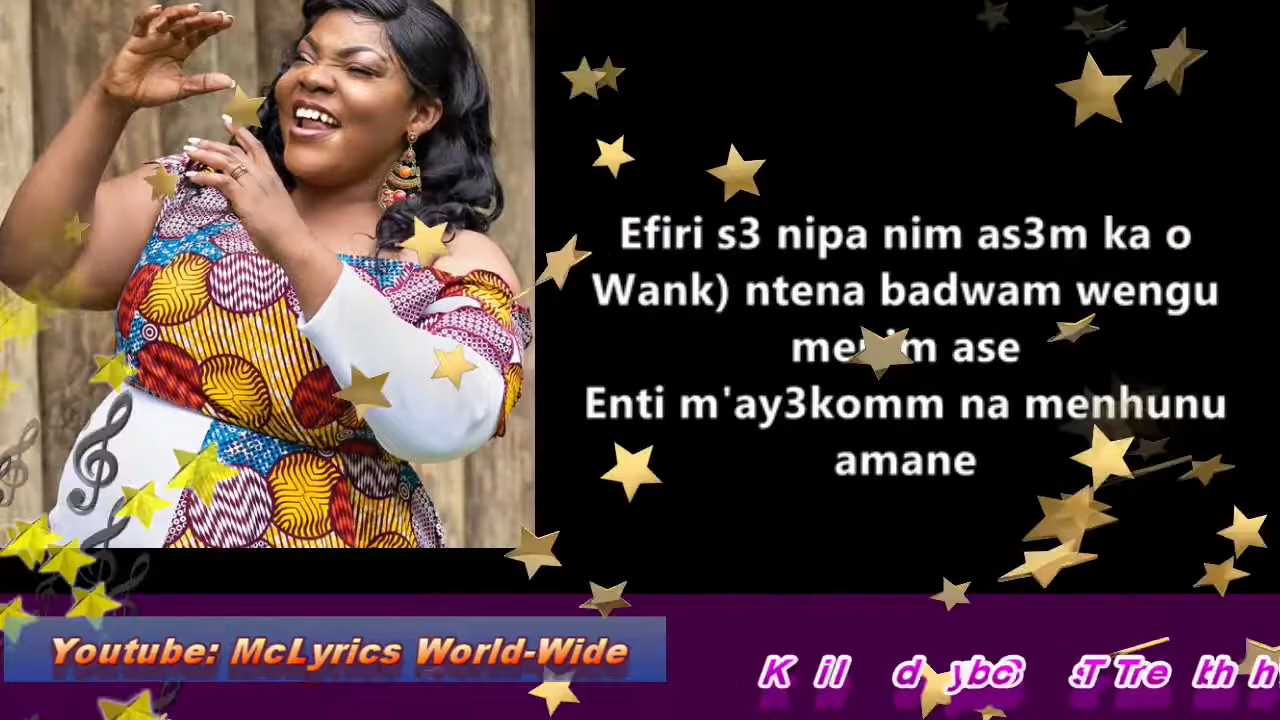 Efiri s3 nipa nim as3m ka o
Wank) ntena badwam wengu
ase
Enti m'ay3komm na menhunu
amane
Youtube: McLyrics World-Wide